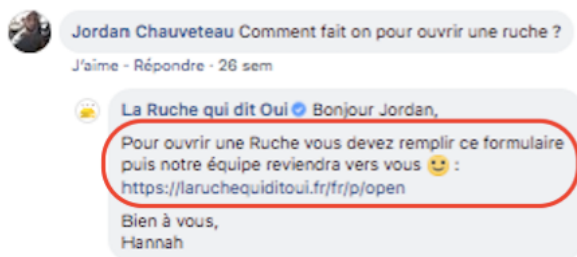 Jordan Chauveteau Comment fait on pour ouvrir une ruche ?
J'aime - Répondre - 26 sem
La Ruche qui dit Oui Bonjour Jordan,
Pour ouvrir une Ruche vous devez remplir ce formulaire
puis notre équipe reviendra vers vous 🙂 :
https://laruchequiditoui.fr/fr/p/open
Bien à vous,
Hannah